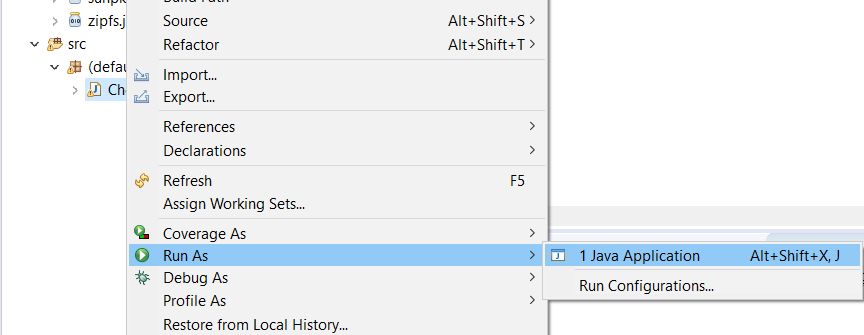 zipfs.j
src
(defau
Ch
Source Alt+Shift+S
Refactor Alt+Shift+T
Import...
Export...
References
Declarations
Refresh F5
Assign Working Sets...
Coverage As
Run As
Debug As
Profile As
Restore from Local History...
1 Java Application Alt+Shift+X, J
Run Configurations...